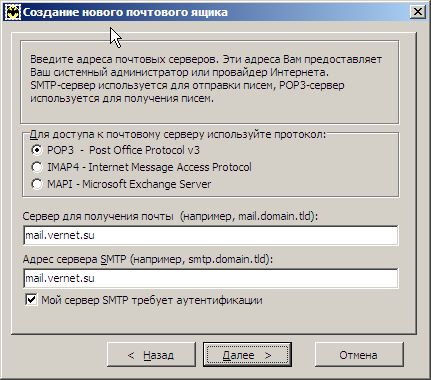 Создание нового почтового ящика
Введите адреса почтовых серверов. Эти адреса Вам предоставляет
Ваш системный администратор или провайдер Интернета.
SMTP-сервер используется для отправки писем, POP3-сервер
используется для получения писем.
Для доступа к почтовому серверу используйте протокол:
POP3 - Post Office Protocol v3
IMAP4 - Internet Message Access Protocol
MAPI - Microsoft Exchange Server
Сервер для получения почты (например, mail.domain.tld):
mail.vernet.su
Адрес сервера SMTP (например, smtp.domain.tld):
mail.vernet.su
Мой сервер SMTP требует аутентификации
< Назад
Далее >
Отмена